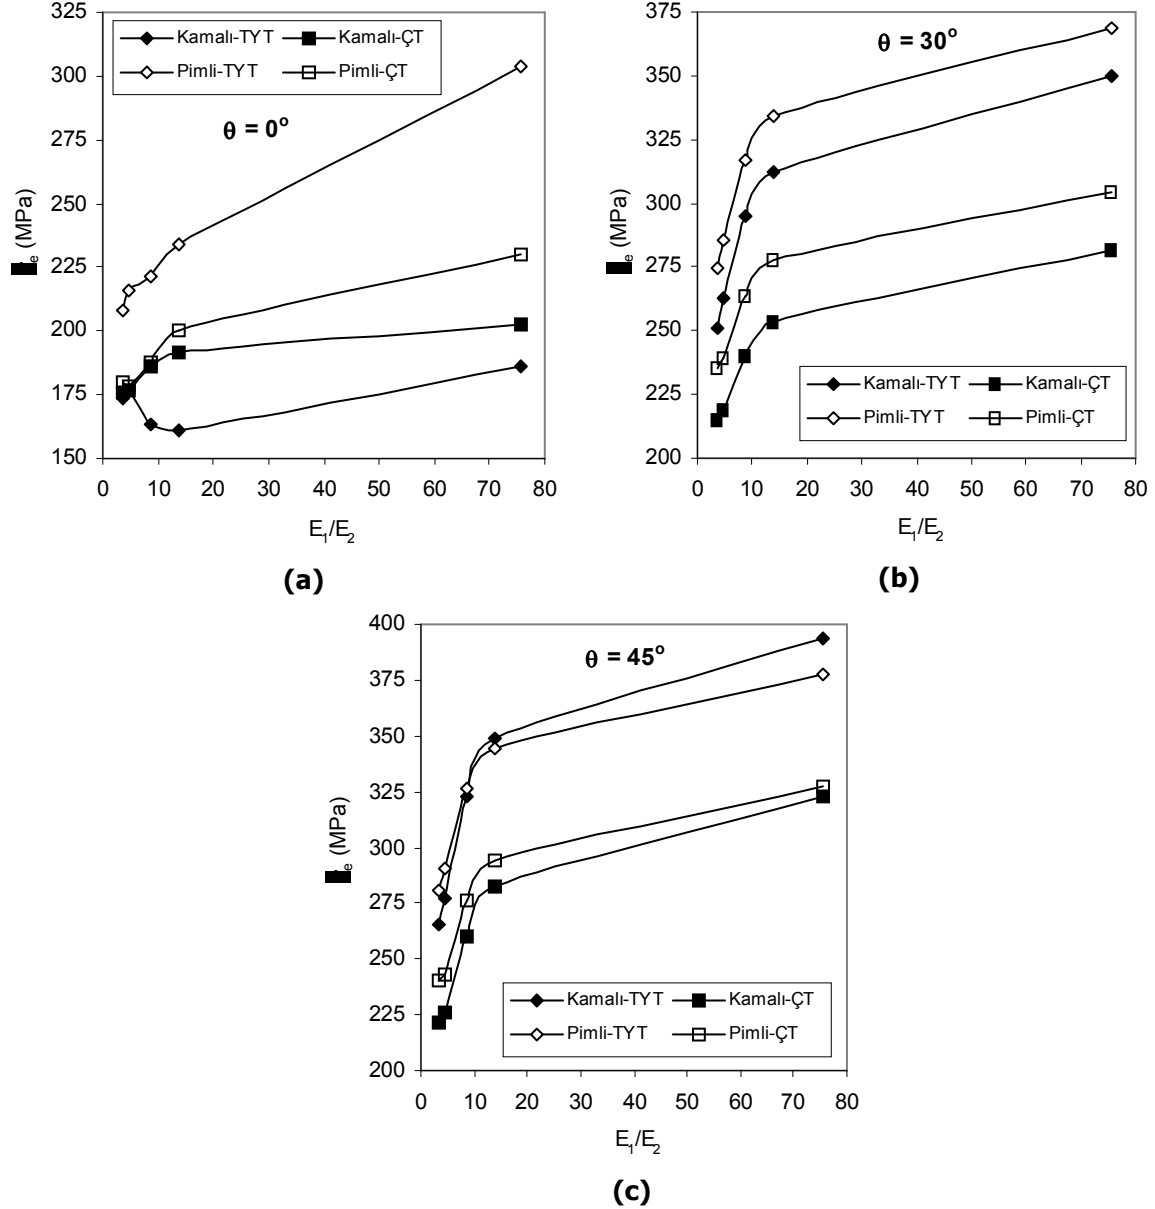 325
300
275
250
225
200
175
150
0 10 20 30 40 50 60 70 80
e (MPa)
E1/E2
Kamalı-TYT Kamalı-ÇT
Pimli-TYT Pimli-ÇT
θ = 0°
(a)
375
350
325
300
275
250
225
200
0 10 20 30 40 50 60 70 80
e (MPa)
E1/E2
θ = 30°
Kamalı-TYT Kamalı-ÇT
Pimli-TYT Pimli-ÇT
(b)
400
375
350
325
300
275
250
225
200
0 10 20 30 40 50 60 70 80
e (MPa)
E1/E2
θ = 45°
Kamalı-TYT Kamalı-ÇT
Pimli-TYT Pimli-ÇT
(c)